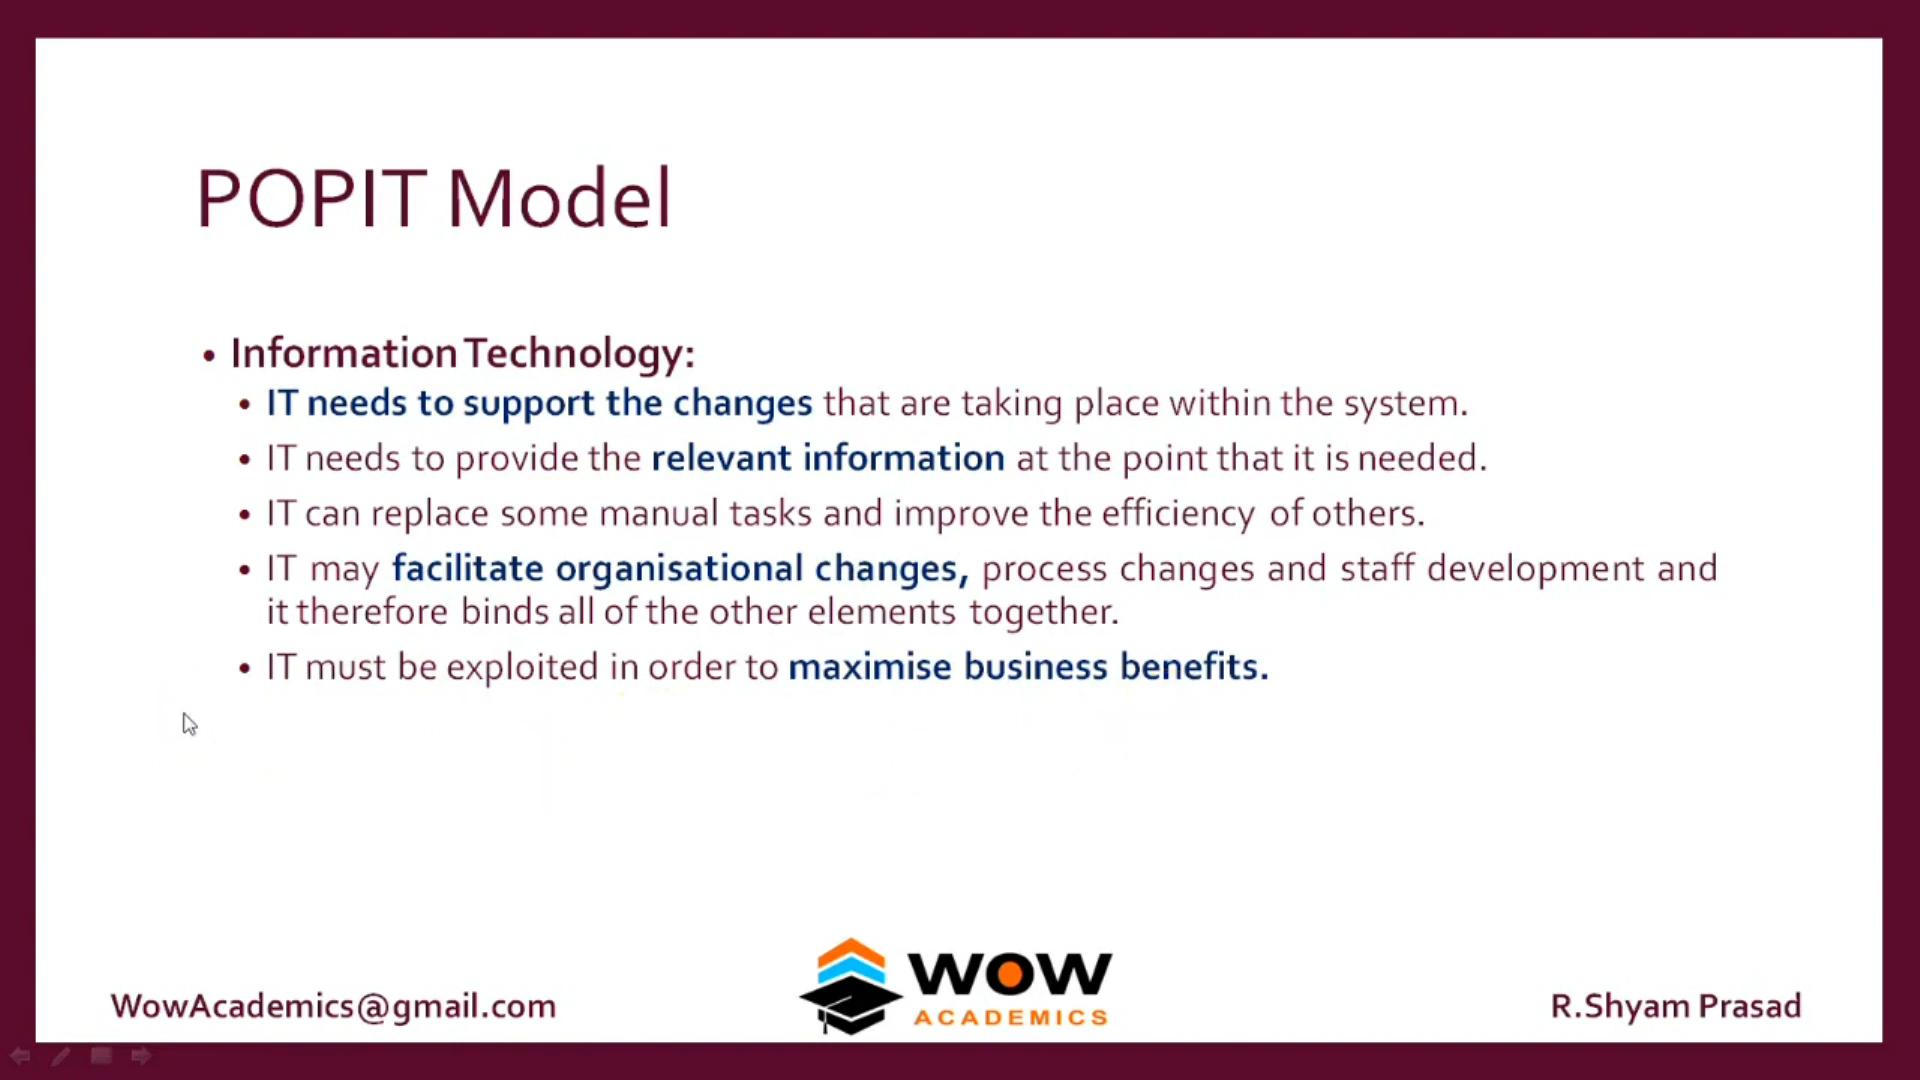 POPIT Model
• Information Technology:
• IT needs to support the changes that are taking place within the system.
• IT needs to provide the relevant information at the point that it is needed.
• IT can replace some manual tasks and improve the efficiency of others.
• IT may facilitate organisational changes, process changes and staff development and
it therefore binds all of the other elements together.
• IT must be exploited in order to maximise business benefits.
WowAcademics@gmail.com
WOW
ACADEMICS
R.Shyam Prasad